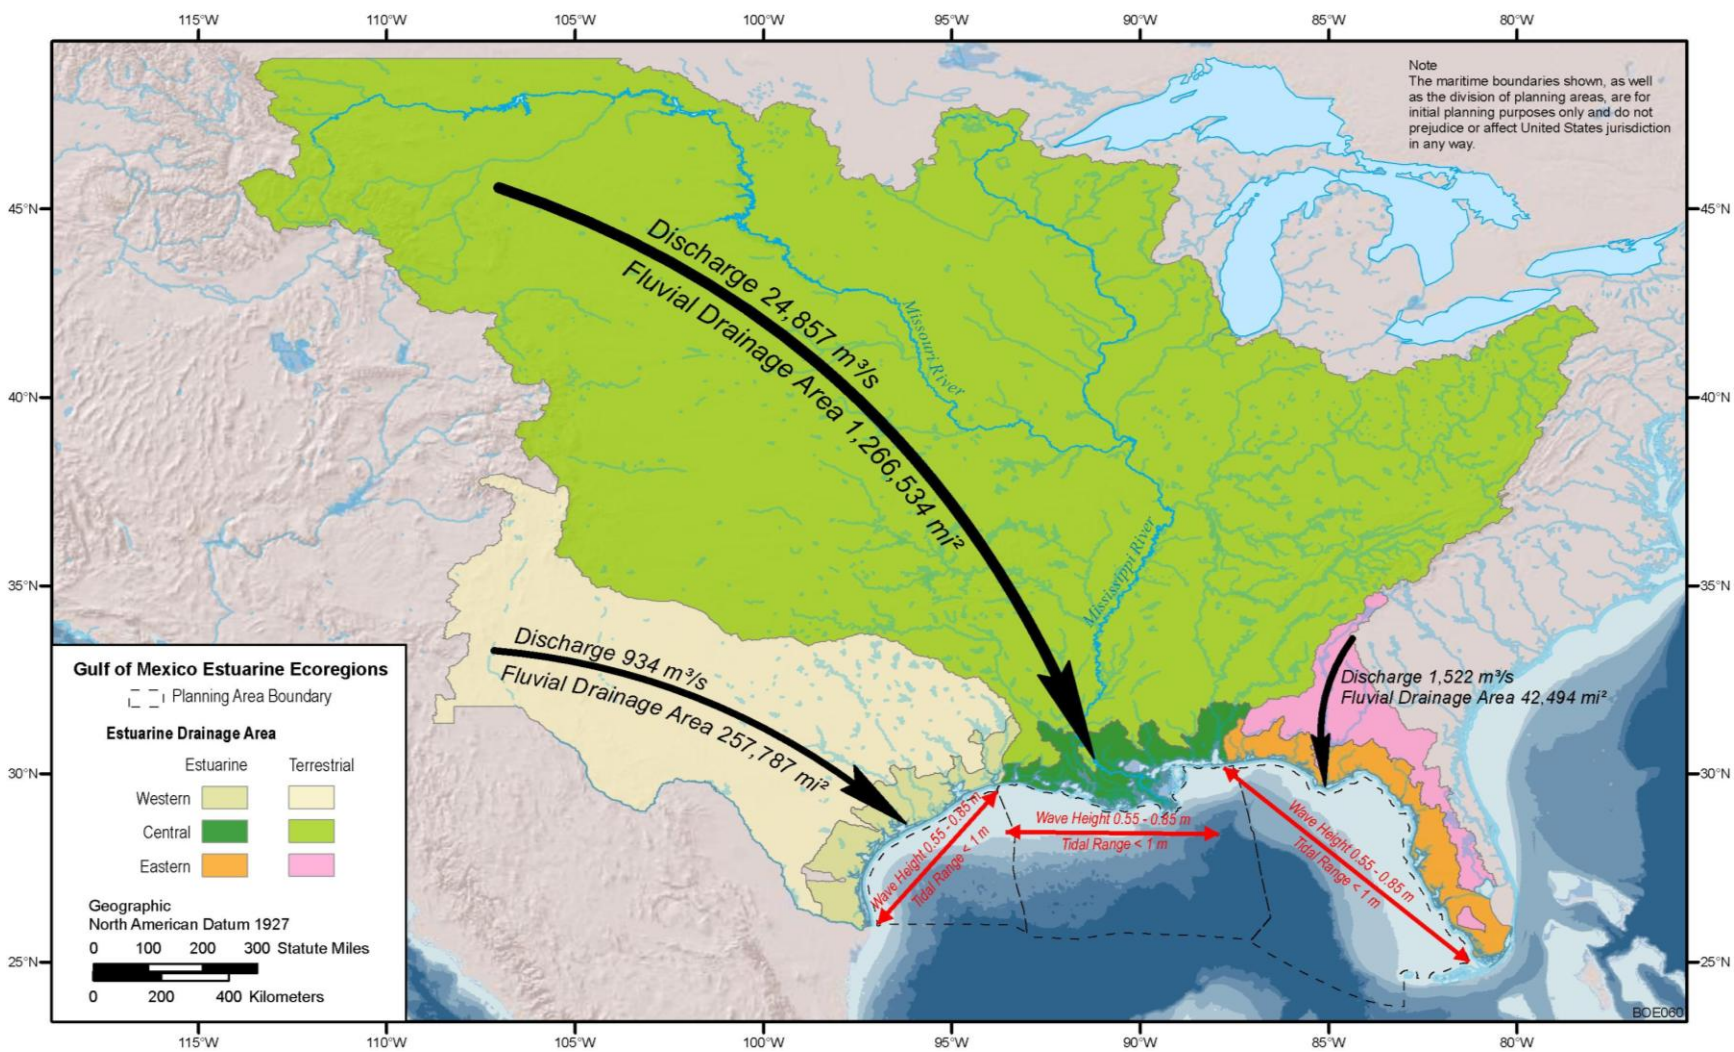 115°W 110°W 105°W 100°W 95°W 90°W 85°W 80°W
Note
The maritime boundaries shown, as well
as the division of planning areas, are for
initial planning purposes only and do not
prejudice or affect United States jurisdiction
in any way.
45°N 45°N
Discharge 24,857 m³/s
Fluvial Drainage Area 1,266,534 mi²
Missouri River
40°N 40°N
Mississippi River
35°N 35°N
Discharge 934 m³/s
Fluvial Drainage Area 257,787 mi²
Discharge 1,522 m³/s
Fluvial Drainage Area 42,494 mi²
30°N 30°N
Wave Height 0.55 - 0.85 m
Tidal Range < 1 m
Wave Height 0.55 - 0.85 m
Tidal Range < 1 m
Wave Height 0.55 - 0.85 m
Tidal Range < 1 m
25°N 25°N
Gulf of Mexico Estuarine Ecoregions
Planning Area Boundary
Estuarine Drainage Area
Estuarine Terrestrial
Western
Central
Eastern
Geographic
North American Datum 1927
0 100 200 300 Statute Miles
0 200 400 Kilometers
BOE060
115°W 110°W 105°W 100°W 95°W 90°W 85°W 80°W